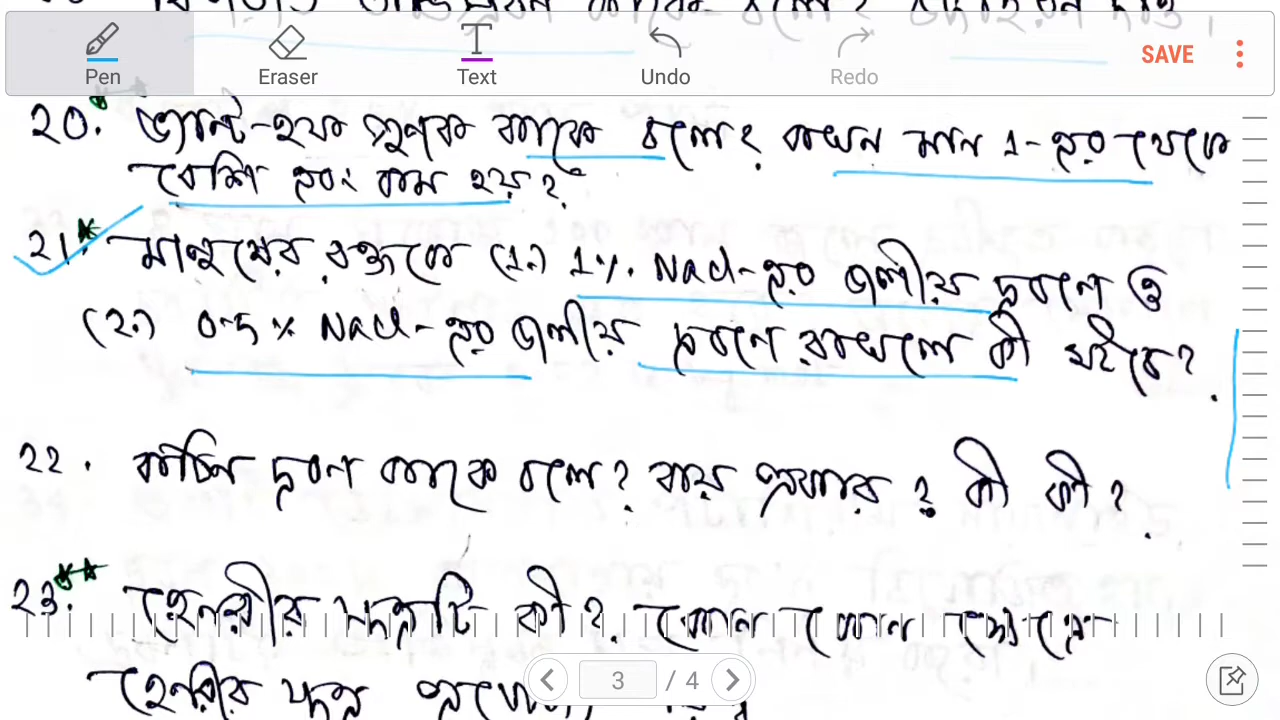 Pen Eraser Text Undo Redo SAVE
20. ভ্যান্ট-হফ গুণক কাকে বলে? কখন মান 1-এর থেকে
বেশি এবং কম হয়?
21. মানুষের রক্তকে (1.) 1% NaCl-এর জলীয় দ্রবণে ও
(2.) 0.5% NaCl-এর জলীয় দ্রবণে রাখলে কী ঘটবে?
22. কঠিন দ্রবণ কাকে বলে? কয় প্রকার? কী কী?
23. হেনরীর সূত্রটি কী? কোন কোন
হেনরির সূত্র
3 / 4